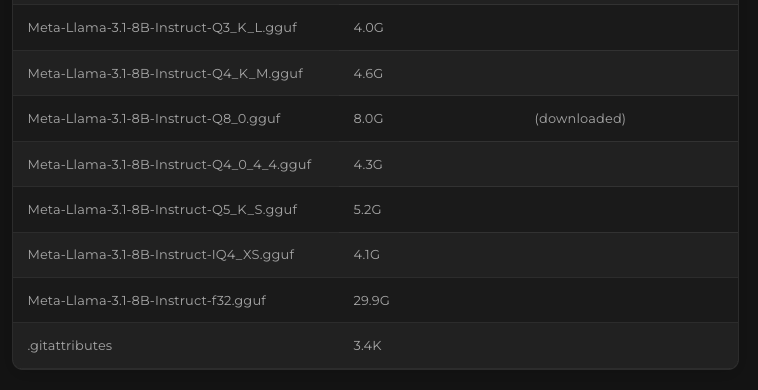 Meta-Llama-3.1-8B-Instruct-Q3_K_L.gguf 4.0G
Meta-Llama-3.1-8B-Instruct-Q4_K_M.gguf 4.6G
Meta-Llama-3.1-8B-Instruct-Q8_0.gguf 8.0G (downloaded)
Meta-Llama-3.1-8B-Instruct-Q4_0_4_4.gguf 4.3G
Meta-Llama-3.1-8B-Instruct-Q5_K_S.gguf 5.2G
Meta-Llama-3.1-8B-Instruct-IQ4_XS.gguf 4.1G
Meta-Llama-3.1-8B-Instruct-f32.gguf 29.9G
.gitattributes 3.4K